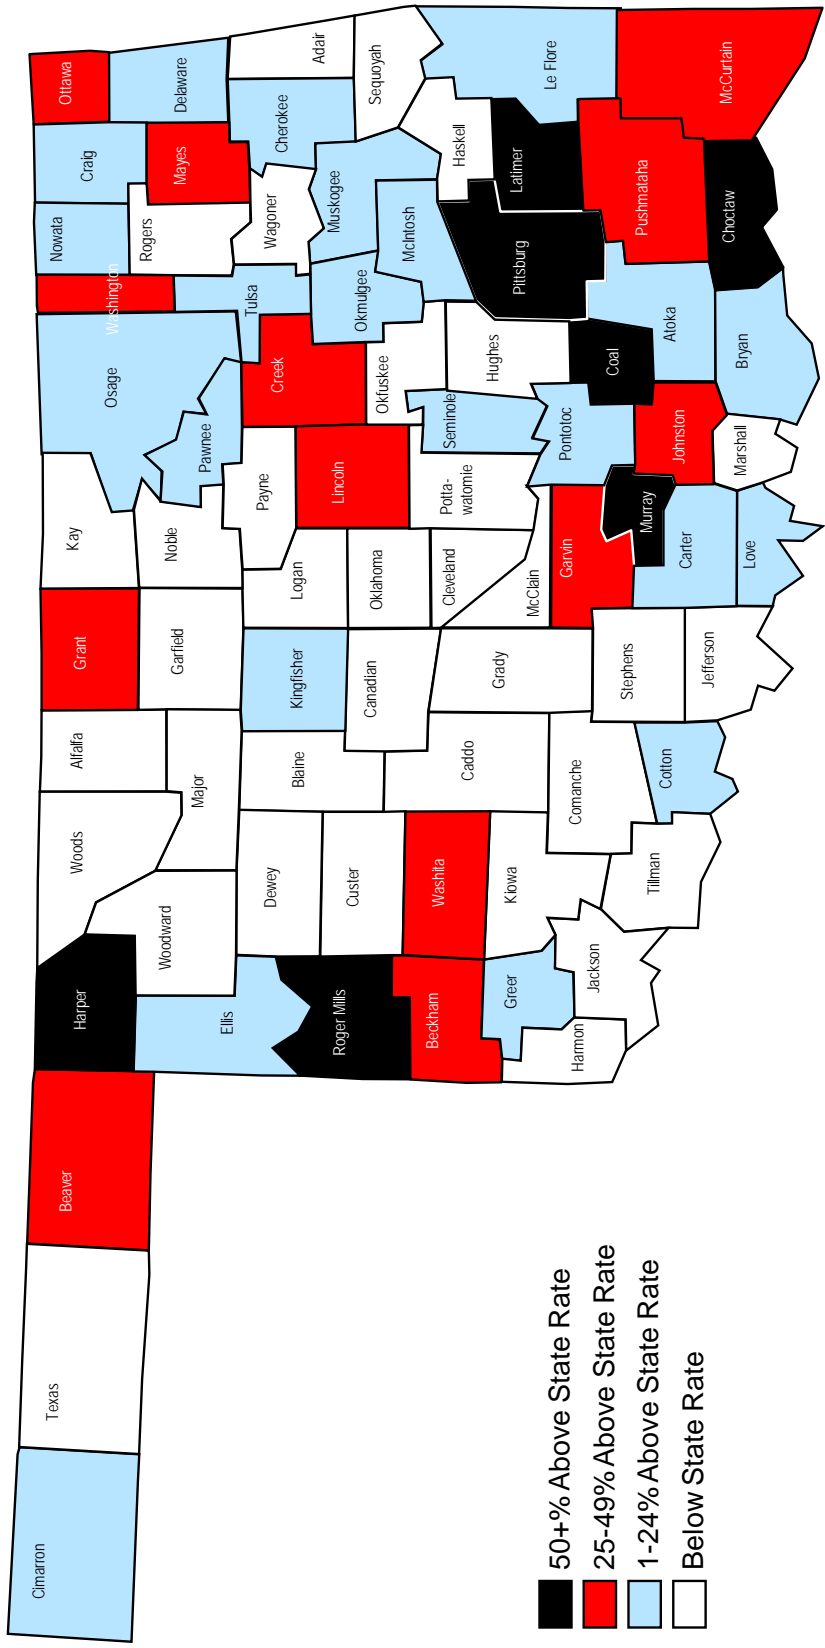 Cimarron
Texas
Beaver
Harper
Woods
Alfalfa
Grant
Kay
Osage
Washington
Nowata
Craig
Ottawa
Ellis
Woodward
Major
Garfield
Noble
Pawnee
Rogers
Mayes
Delaware
Roger Mills
Dewey
Blaine
Kingfisher
Logan
Payne
Creek
Tulsa
Wagoner
Cherokee
Adair
Custer
Canadian
Oklahoma
Lincoln
Okfuskee
Okmulgee
Muskogee
Sequoyah
Beckham
Washita
Caddo
Grady
Cleveland
Potta-
watomie
Seminole
Hughes
McIntosh
Haskell
Greer
Kiowa
Comanche
McClain
Garvin
Pontotoc
Coal
Pittsburg
Latimer
Le Flore
Harmon
Jackson
Tillman
Cotton
Stephens
Jefferson
Murray
Carter
Love
Johnston
Marshall
Atoka
Bryan
Pushmataha
Choctaw
McCurtain
50+% Above State Rate
25-49% Above State Rate
1-24% Above State Rate
Below State Rate